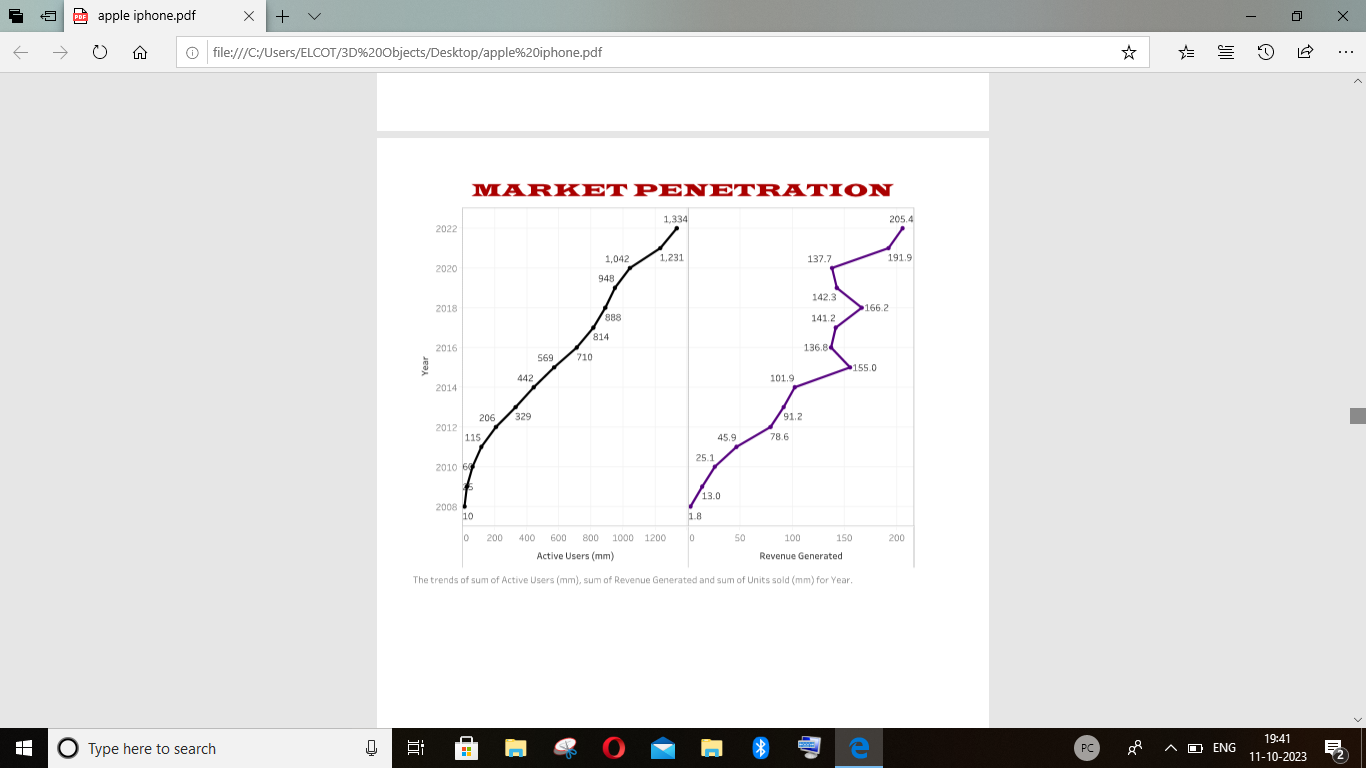 apple iphone.pdf
file:///C:/Users/ELCOT/3D%20Objects/Desktop/apple%20iphone.pdf
MARKET PENETRATION
1,334 205.4
2022
1,042 1,231 137.7 191.9
2020
948
142.3
2018 166.2
888 141.2
814
2016 136.8
569 710
Year
155.0
442 101.9
2014
206 329 91.2
2012
115 45.9 78.6
25.1
2010 60
25
13.0
2008
10 1.8
0 200 400 600 800 1000 1200 0 50 100 150 200
Active Users (mm) Revenue Generated
The trends of sum of Active Users (mm), sum of Revenue Generated and sum of Units sold (mm) for Year.
Type here to search
PC
ENG
19:41
11-10-2023
2